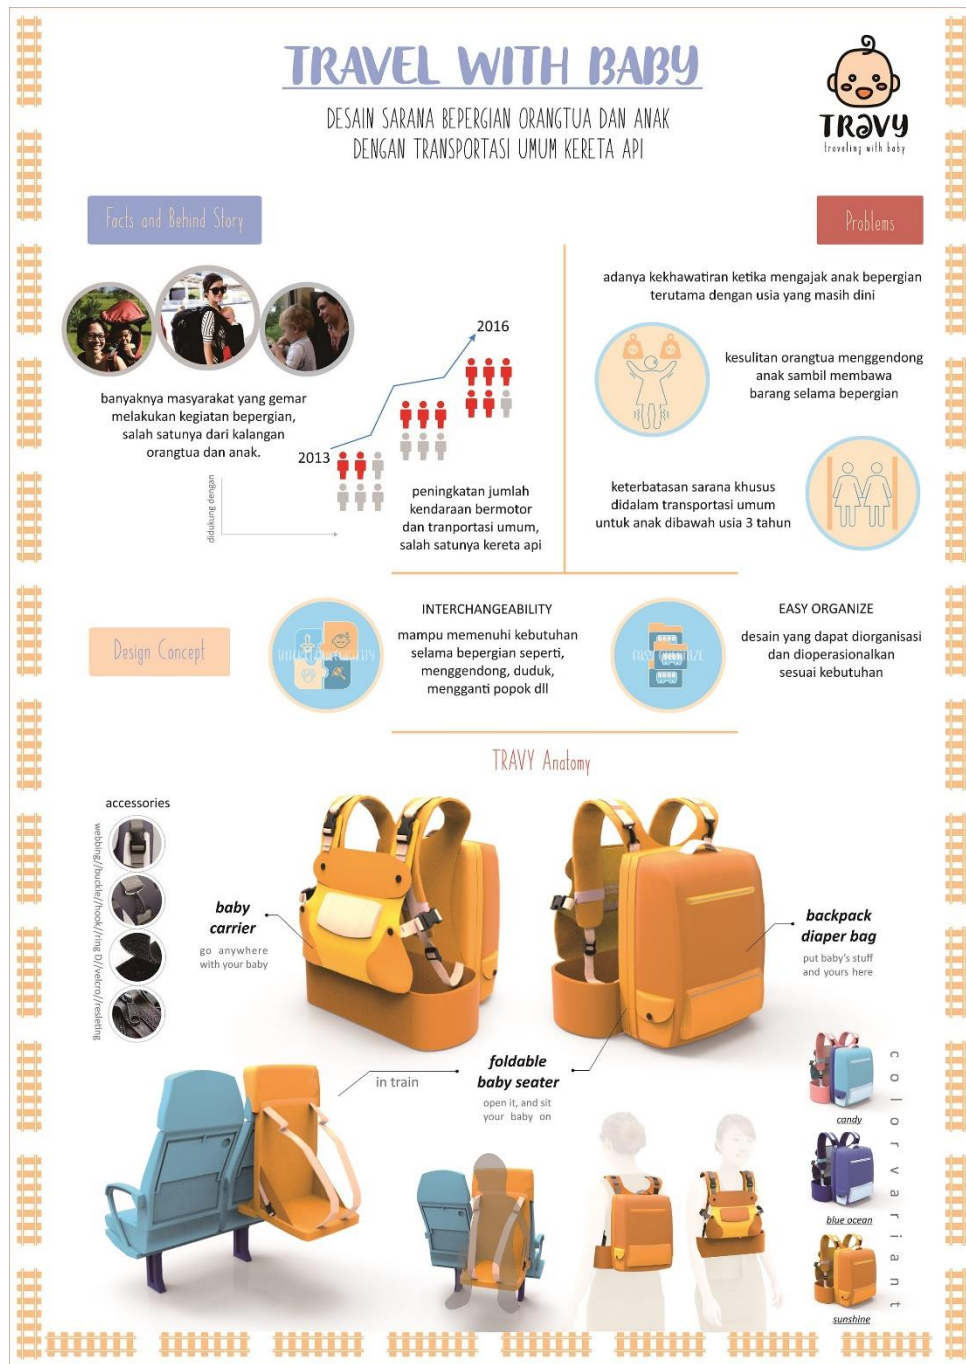 TRAVEL WITH BABY
DESAIN SARANA BEPERGIAN ORANGTUA DAN ANAK
DENGAN TRANSPORTASI UMUM KERETA API
TRAVY
traveling with baby
Facts and Behind Story
banyaknya masyarakat yang gemar
melakukan kegiatan bepergian,
salah satunya dari kalangan
orangtua dan anak.
didukung dengan
2013
2016
peningkatan jumlah
kendaraan bermotor
dan tranportasi umum,
salah satunya kereta api
Problems
adanya kekhawatiran ketika mengajak anak bepergian
terutama dengan usia yang masih dini
kesulitan orangtua menggendong
anak sambil membawa
barang selama bepergian
keterbatasan sarana khusus
didalam transportasi umum
untuk anak dibawah usia 3 tahun
Design Concept
INTERCHANGEABILITY
INTERCHANGEABILITY
mampu memenuhi kebutuhan
selama bepergian seperti,
menggendong, duduk,
mengganti popok dll
EASY ORGANIZE
EASY ORGANIZE
desain yang dapat diorganisasi
dan dioperasionalkan
sesuai kebutuhan
TRAVY Anatomy
accessories
webbing//buckle//hook//ring D//velcro//resleting
baby
carrier
go anywhere
with your baby
backpack
diaper bag
put baby's stuff
and yours here
foldable
baby seater
open it, and sit
your baby on
in train
color variant
candy
blue ocean
sunshine